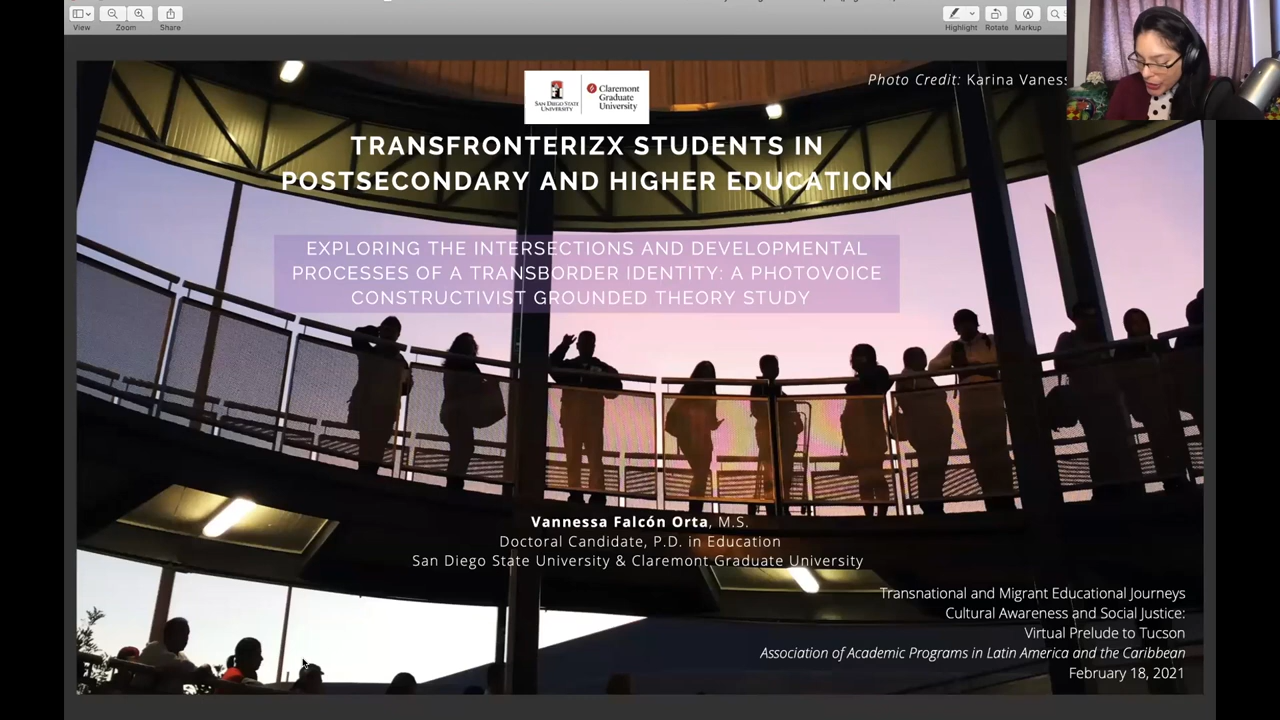 View
Zoom
Share
Highlight
Rotate
Markup
Photo Credit: Karina
SAN DIEGO STATE
UNIVERSITY
Claremont
Graduate
University
TRANSFRONTERIZX STUDENTS IN
POSTSECONDARY AND HIGHER EDUCATION
EXPLORING THE INTERSECTIONS AND DEVELOPMENTAL
PROCESSES OF A TRANSBORDER IDENTITY: A PHOTOVOICE
CONSTRUCTIVIST GROUNDED THEORY STUDY
Vannessa Falcón Orta, M.S.
Doctoral Candidate, P.D. in Education
San Diego State University & Claremont Graduate University
Transnational and Migrant Educational Journeys
Cultural Awareness and Social Justice:
Virtual Prelude to Tucson
Association of Academic Programs in Latin America and the Caribbean
February 18, 2021